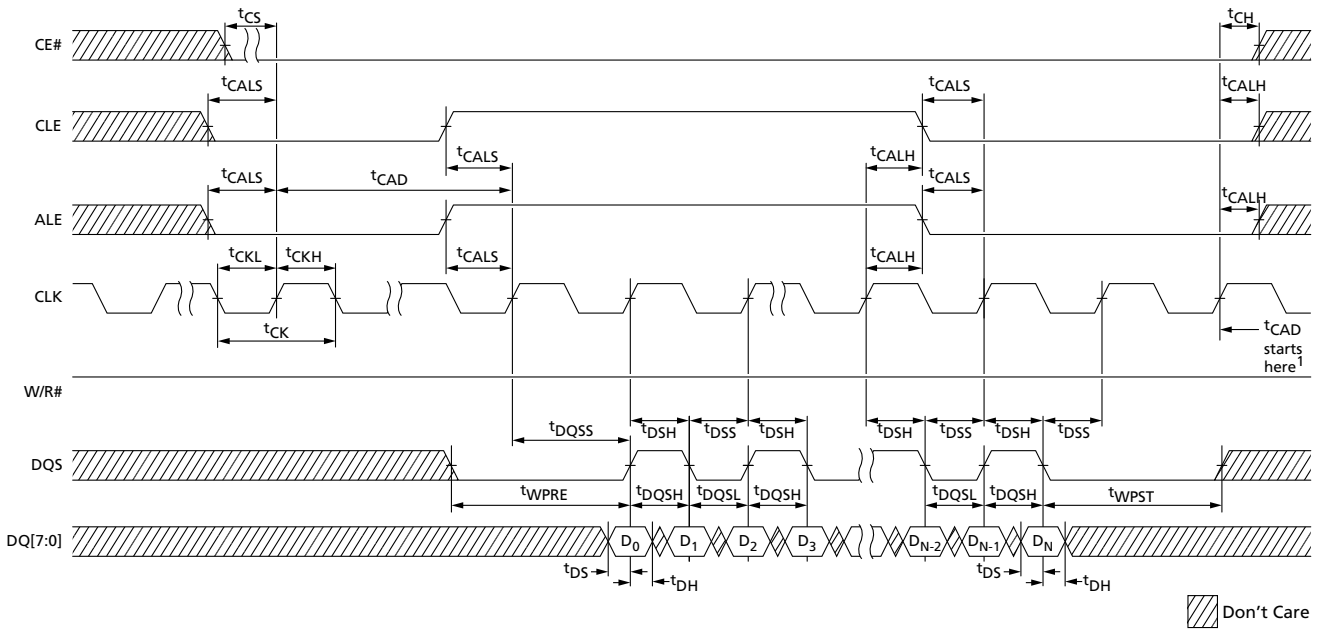 tCS tCH
CE#
tCALS tCALS tCALH
CLE
tCALS tCALH
tCALS tCAD tCALS tCALH
ALE
tCKL tCKH tCALS tCALH
CLK
tCK tCAD
starts
here1
W/R#
tDQSS tDSH tDSS tDSH tDSH tDSS tDSH tDSS
DQS
tWPRE tDQSH tDQSL tDQSH tDQSL tDQSH tWPST
DQ[7:0] D0 D1 D2 D3 DN-2 DN-1 DN
tDS tDH tDS tDH
Don't Care